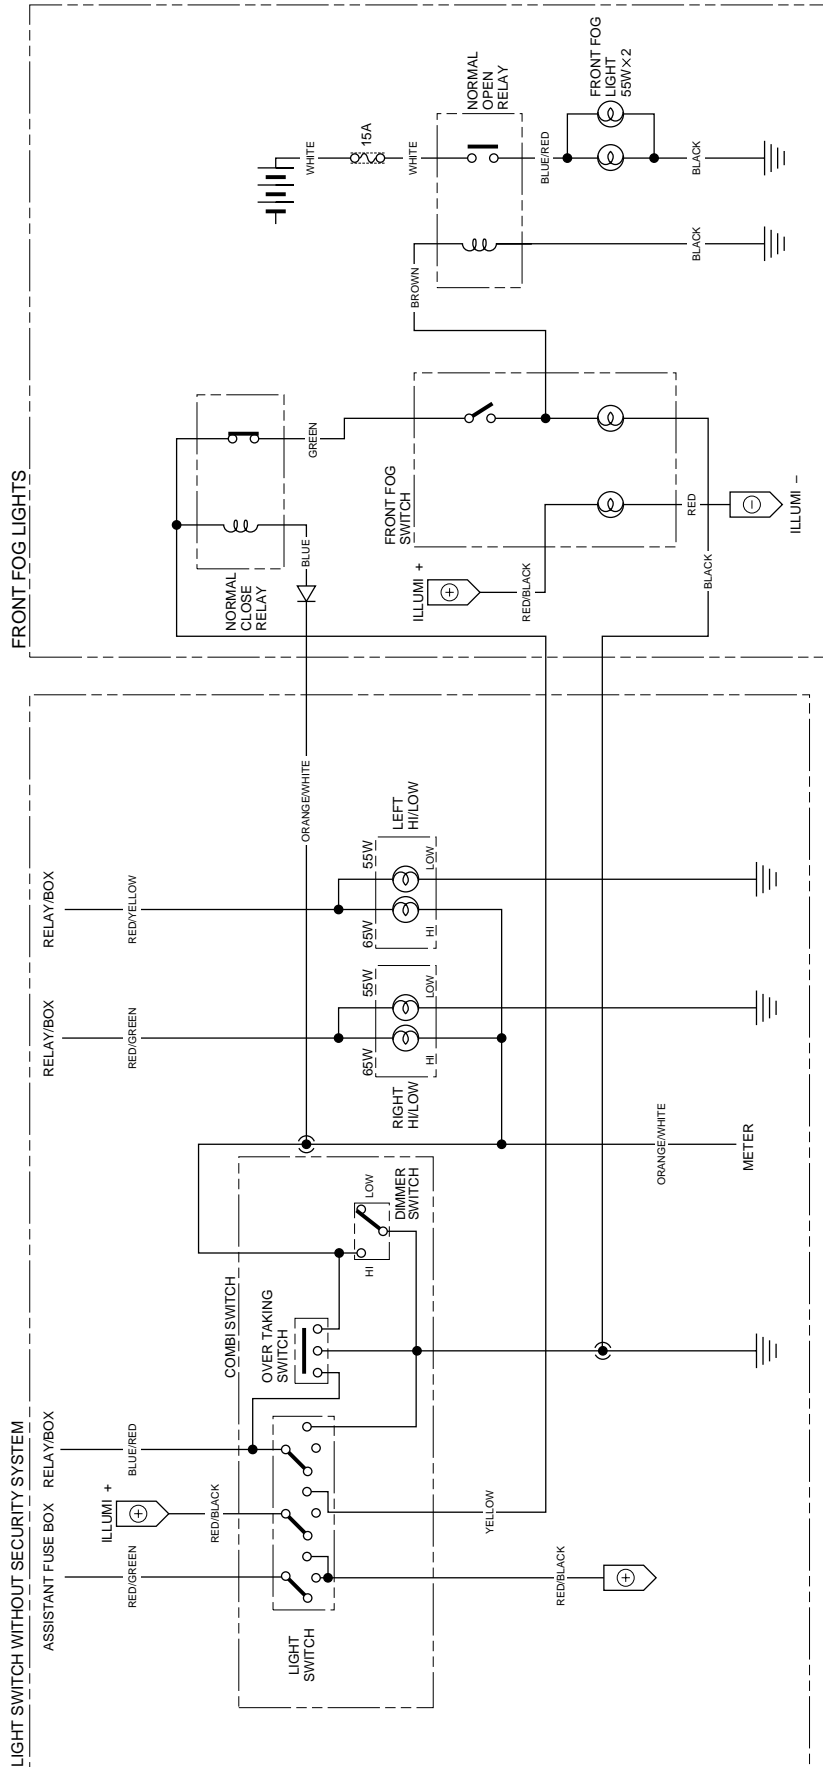 FRONT FOG LIGHTS
WHITE
15A
WHITE
NORMAL
OPEN
RELAY
BLUE/RED
FRONT FOG
LIGHT
55W×2
BLACK
BROWN
BLACK
GREEN
BLUE
NORMAL
CLOSE
RELAY
FRONT FOG
SWITCH
ILLUMI +
RED/BLACK
RED
ILLUMI −
BLACK
LIGHT SWITCH WITHOUT SECURITY SYSTEM
ORANGE/WHITE
RELAY/BOX
RED/YELLOW
65W
55W
HI
LOW
LEFT
HI/LOW
RELAY/BOX
RED/GREEN
65W
55W
HI
LOW
RIGHT
HI/LOW
ORANGE/WHITE
METER
COMBI SWITCH
OVER TAKING
SWITCH
HI
LOW
DIMMER
SWITCH
RELAY/BOX
BLUE/RED
ILLUMI +
RED/BLACK
ASSISTANT FUSE BOX
RED/GREEN
LIGHT
SWITCH
YELLOW
RED/BLACK